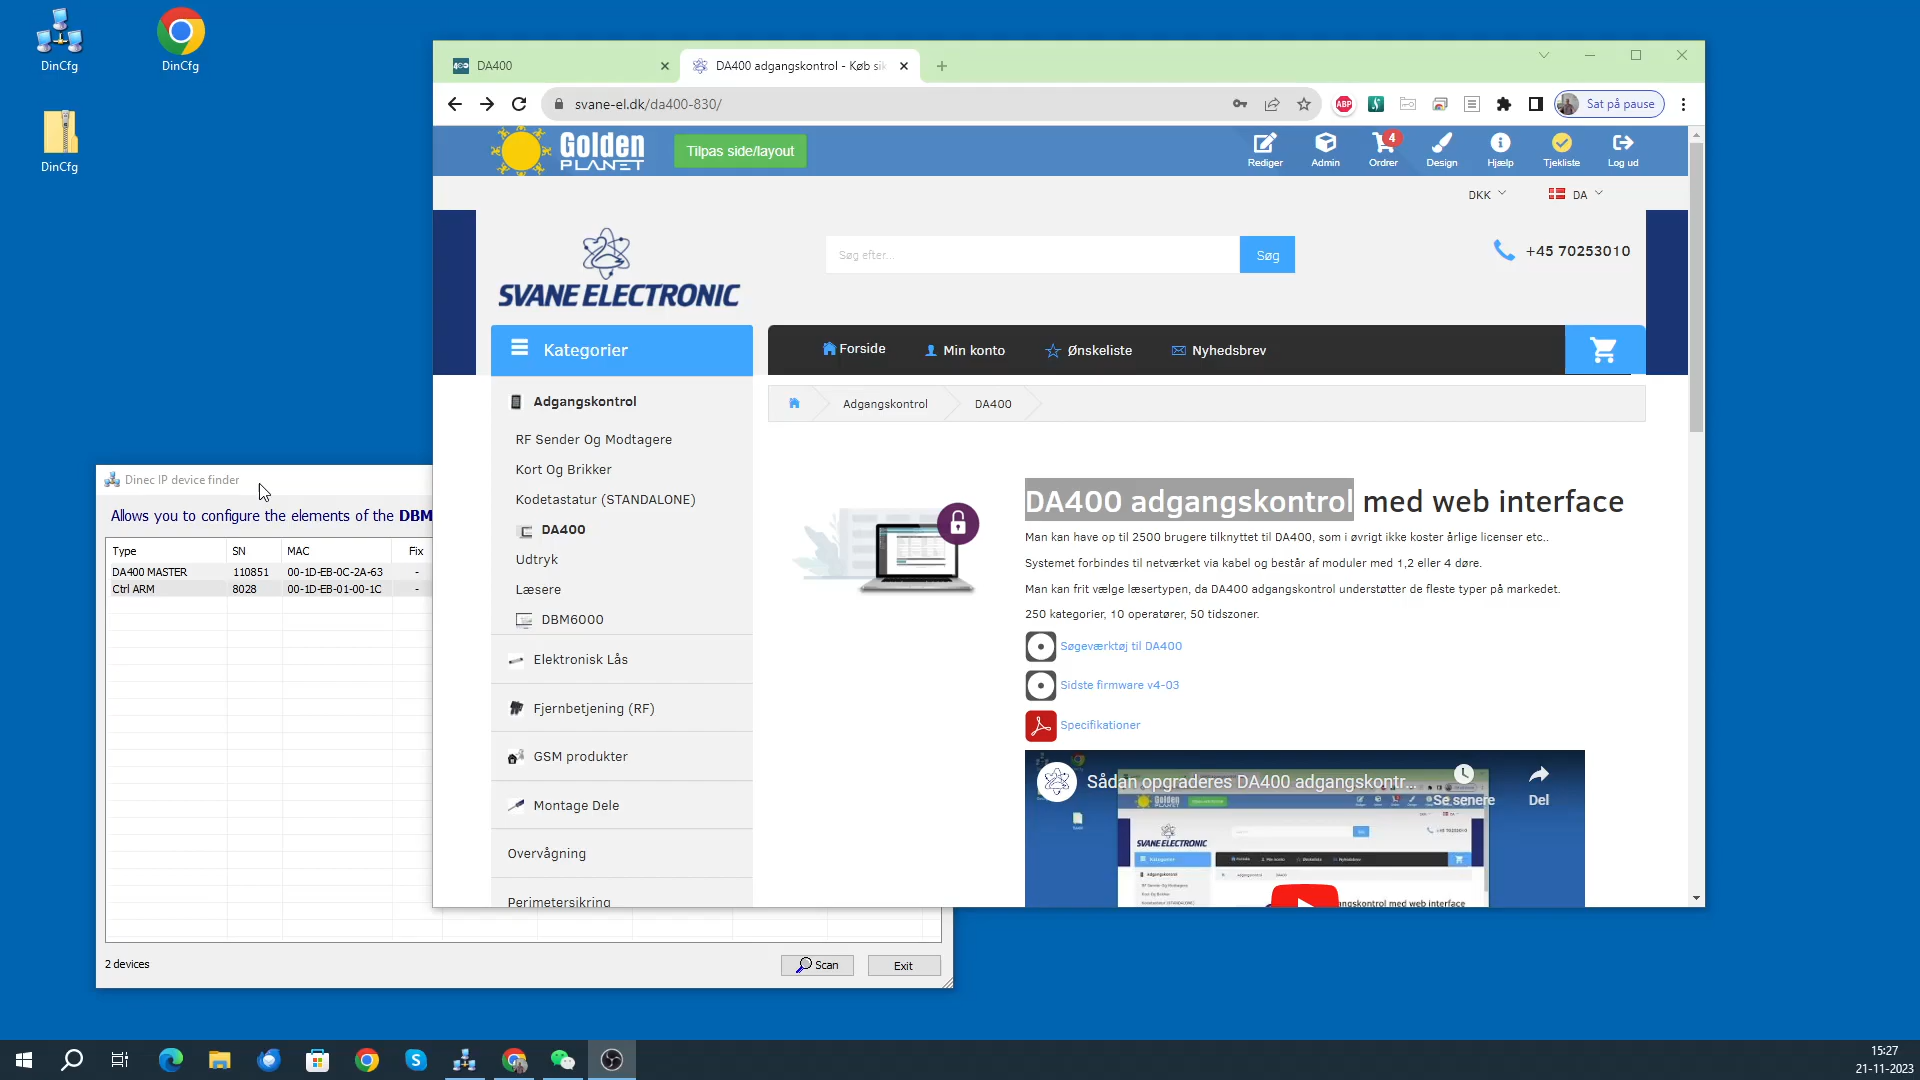 DinCfg
DinCfg
DinCfg
DA400
DA400 adgangskontrol - Køb sik
svane-el.dk/da400-830/
ABP
Sat på pause
Golden
PLANET
Tilpas side/layout
Rediger
Admin
4
Ordrer
Design
Hjælp
Tjekliste
Log ud
DKK
DA
SVANE ELECTRONIC
Søg efter...
Søg
+45 70253010
Kategorier
Forside
Min konto
Ønskeliste
Nyhedsbrev
Adgangskontrol
DA400
Adgangskontrol
RF Sender Og Modtagere
Kort Og Brikker
Kodetastatur (STANDALONE)
DA400
Udtryk
Læsere
DBM6000
Elektronisk Lås
Fjernbetjening (RF)
GSM produkter
Montage Dele
Overvågning
Perimetersikring
DA400 adgangskontrol med web interface
Man kan have op til 2500 brugere tilknyttet til DA400, som i øvrigt ikke koster årlige licenser etc..
Systemet forbindes til netværket via kabel og består af moduler med 1,2 eller 4 døre.
Man kan frit vælge læsertypen, da DA400 adgangskontrol understøtter de fleste typer på markedet.
250 kategorier, 10 operatører, 50 tidszoner.
Søgeværktøj til DA400
Sidste firmware v4-03
Specifikationer
Sådan opgraderes DA400 adgangskontr...
Se senere
Del
SVANE ELECTRONIC
Dinec IP device finder
Allows you to configure the elements of the DBM
Type SN MAC Fix
DA400 MASTER 110851 00-1D-EB-0C-2A-63 -
Ctrl ARM 8028 00-1D-EB-01-00-1C -
2 devices
Scan
Exit
15:27
21-11-2023